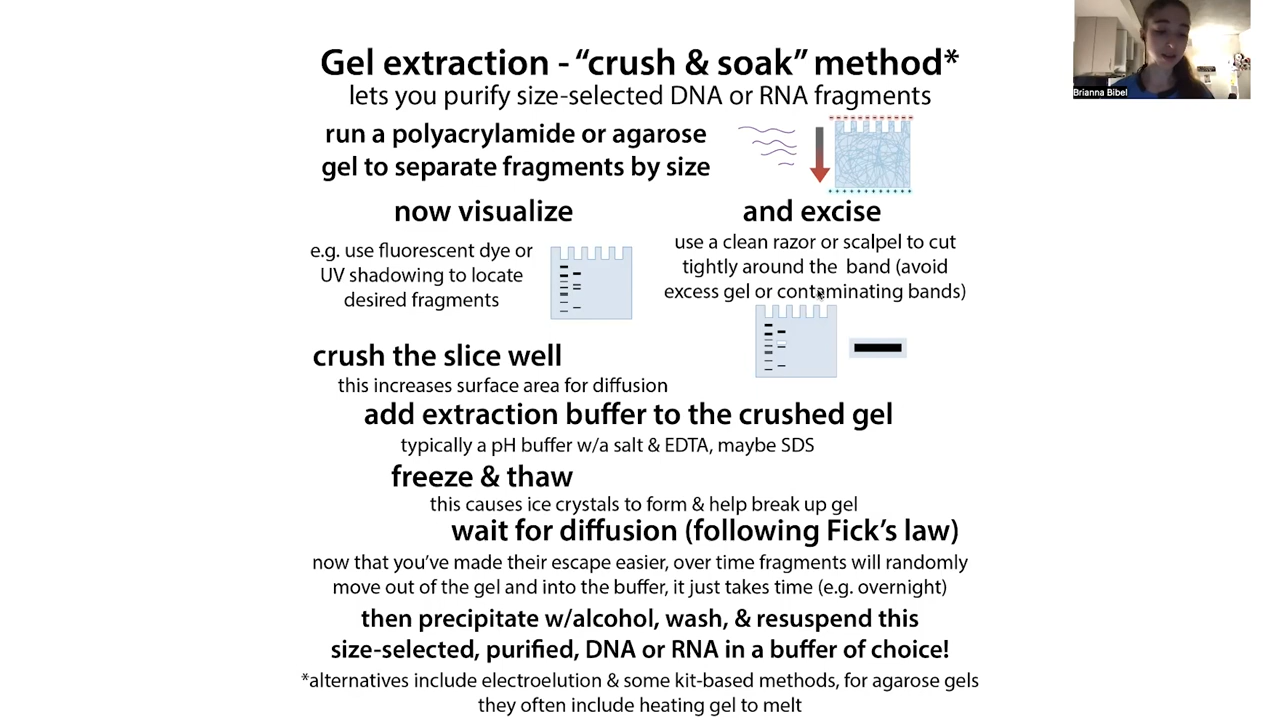 Gel extraction - “crush & soak” method*
lets you purify size-selected DNA or RNA fragments
run a polyacrylamide or agarose
gel to separate fragments by size
now visualize
e.g. use fluorescent dye or
UV shadowing to locate
desired fragments
and excise
use a clean razor or scalpel to cut
tightly around the band (avoid
excess gel or contaminating bands)
crush the slice well
this increases surface area for diffusion
add extraction buffer to the crushed gel
typically a pH buffer w/a salt & EDTA, maybe SDS
freeze & thaw
this causes ice crystals to form & help break up gel
wait for diffusion (following Fick’s law)
now that you’ve made their escape easier, over time fragments will randomly
move out of the gel and into the buffer, it just takes time (e.g. overnight)
then precipitate w/alcohol, wash, & resuspend this
size-selected, purified, DNA or RNA in a buffer of choice!
*alternatives include electroelution & some kit-based methods, for agarose gels
they often include heating gel to melt
Brianna Bibel